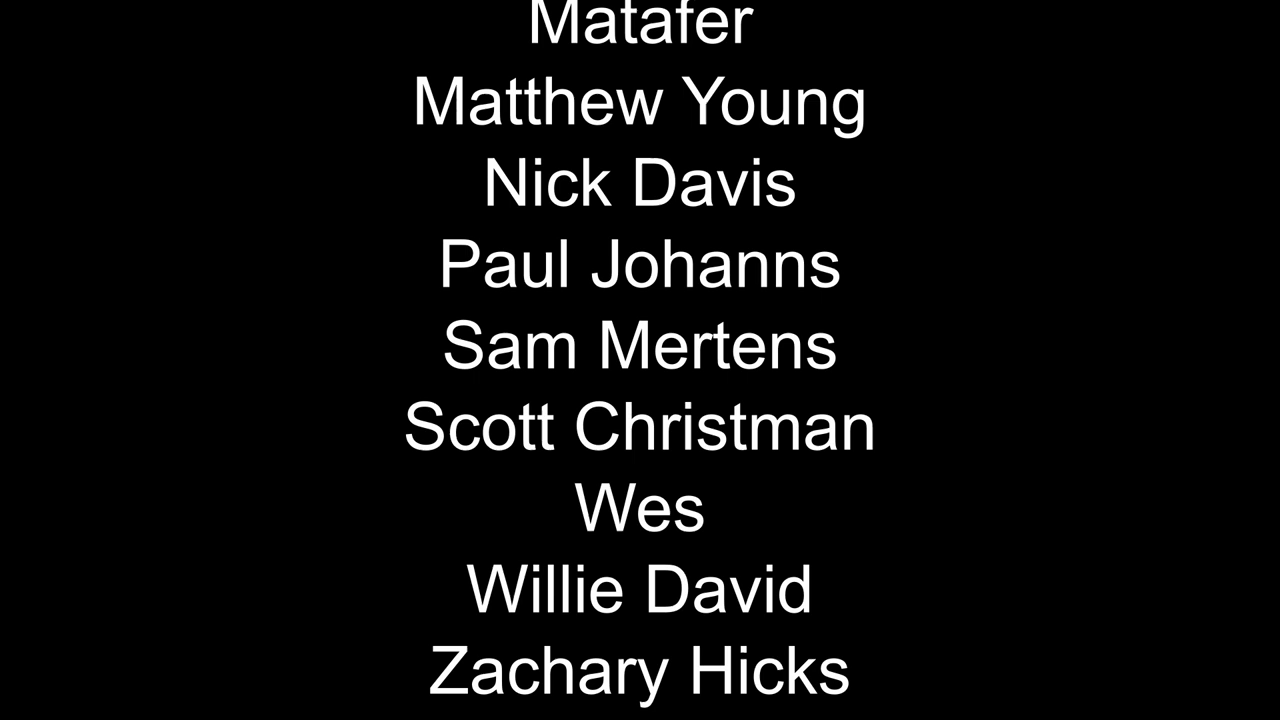 Matafer
Matthew Young
Nick Davis
Paul Johanns
Sam Mertens
Scott Christman
Wes
Willie David
Zachary Hicks